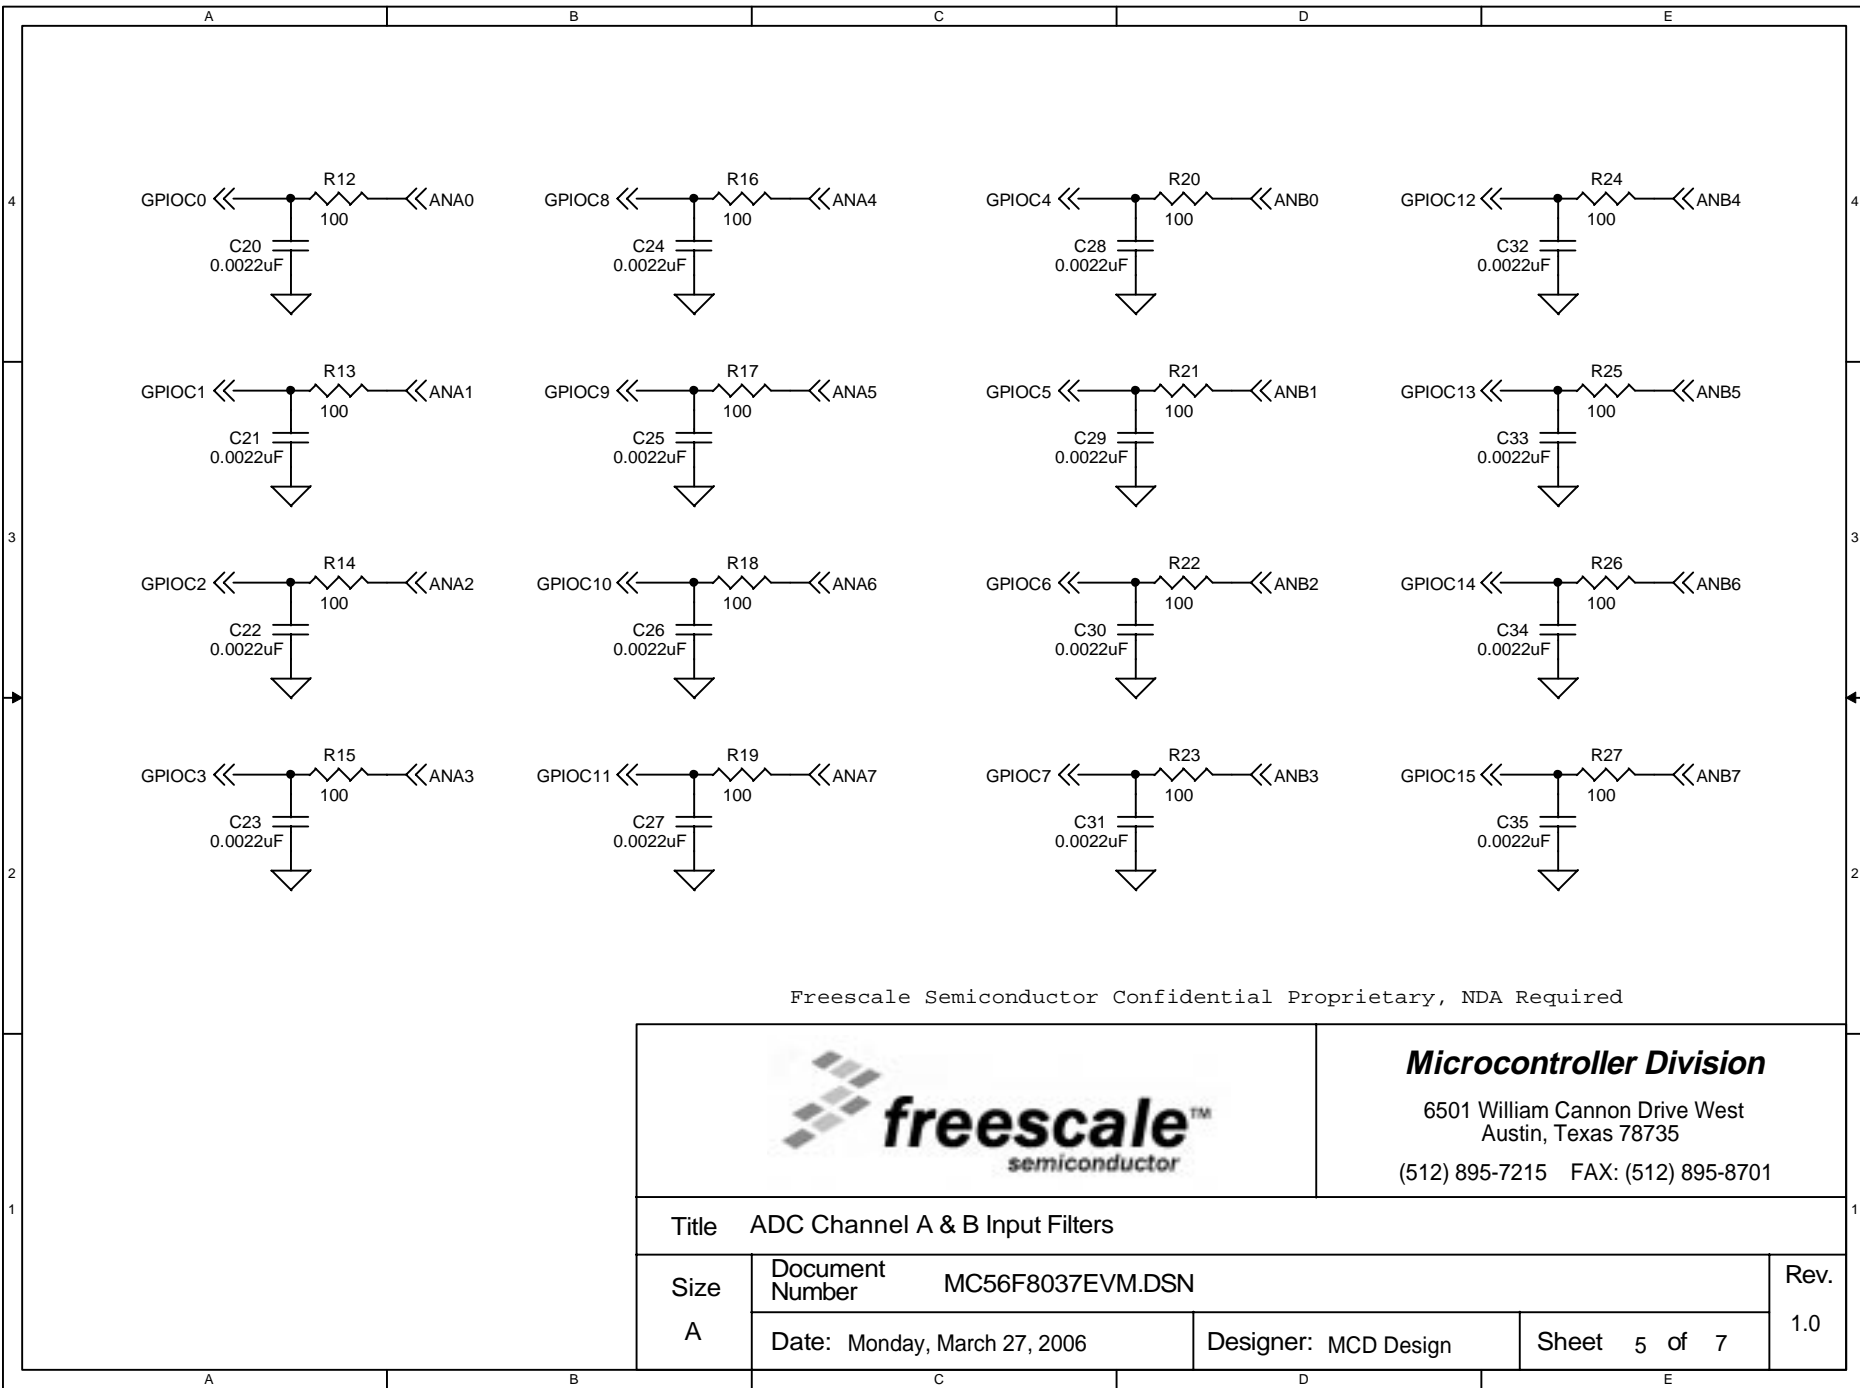 A B C D E
4 4
R12 R16 R20 R24
GPIOC0 ANA0 GPIOC8 ANA4 GPIOC4 ANB0 GPIOC12 ANB4
100 100 100 100
C20 C24 C28 C32
0.0022uF 0.0022uF 0.0022uF 0.0022uF
R13 R17 R21 R25
GPIOC1 ANA1 GPIOC9 ANA5 GPIOC5 ANB1 GPIOC13 ANB5
100 100 100 100
C21 C25 C29 C33
0.0022uF 0.0022uF 0.0022uF 0.0022uF
3 3
R14 R18 R22 R26
GPIOC2 ANA2 GPIOC10 ANA6 GPIOC6 ANB2 GPIOC14 ANB6
100 100 100 100
C22 C26 C30 C34
0.0022uF 0.0022uF 0.0022uF 0.0022uF
R15 R19 R23 R27
GPIOC3 ANA3 GPIOC11 ANA7 GPIOC7 ANB3 GPIOC15 ANB7
100 100 100 100
C23 C27 C31 C35
0.0022uF 0.0022uF 0.0022uF 0.0022uF
2 2
Freescale Semiconductor Confidential Proprietary, NDA Required
freescale™
semiconductor
Microcontroller Division
6501 William Cannon Drive West
Austin, Texas 78735
(512) 895-7215 FAX: (512) 895-8701
1 1
Title ADC Channel A & B Input Filters
Size A
Document Number MC56F8037EVM.DSN
Rev. 1.0
Date: Monday, March 27, 2006 Designer: MCD Design Sheet 5 of 7
A B C D E